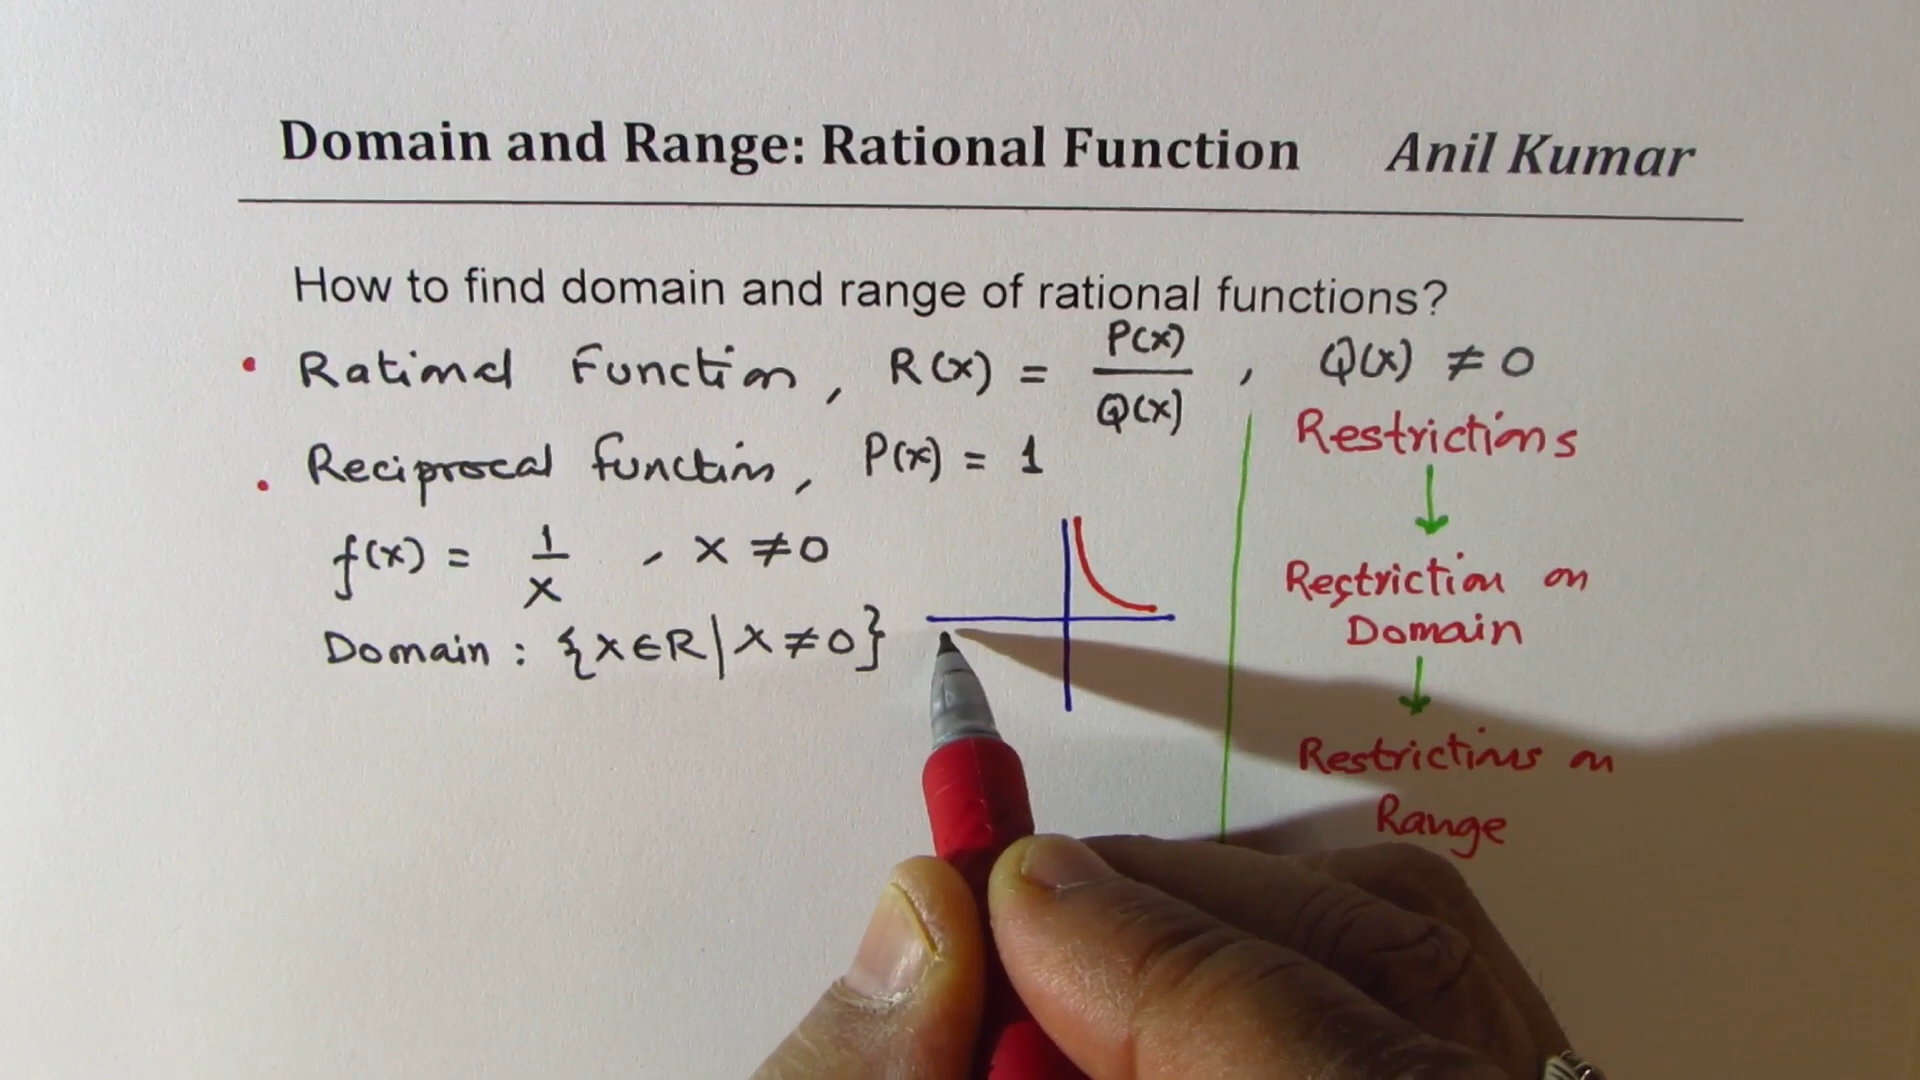 Domain and Range: Rational Function Anil Kumar
How to find domain and range of rational functions?
• Rational Function, R(x) = P(x)/Q(x), Q(x) ≠ 0
• Reciprocal function, P(x) = 1
f(x) = 1/x, x ≠ 0
Domain: {x∈R | x ≠ 0}
Restrictions
↓
Restriction on
Domain
↓
Restrictions on
Range